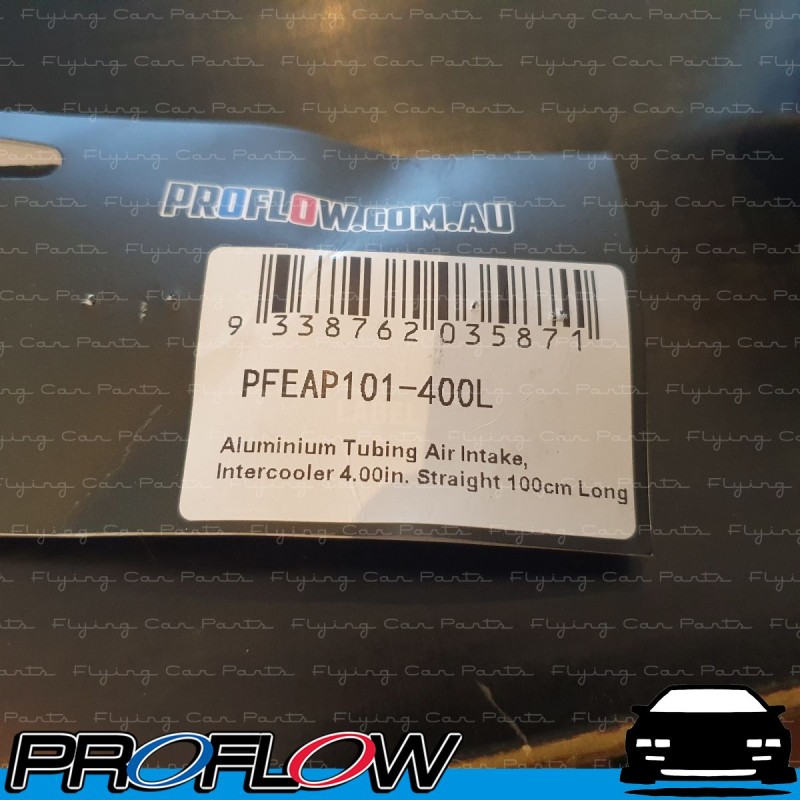 Flying Car Parts
PROFLOW.COM.AU
9 338762 035871
PFEAP101-400L
Aluminium Tubing Air Intake,
Intercooler 4.00in. Straight 100cm Long
PROFLOW